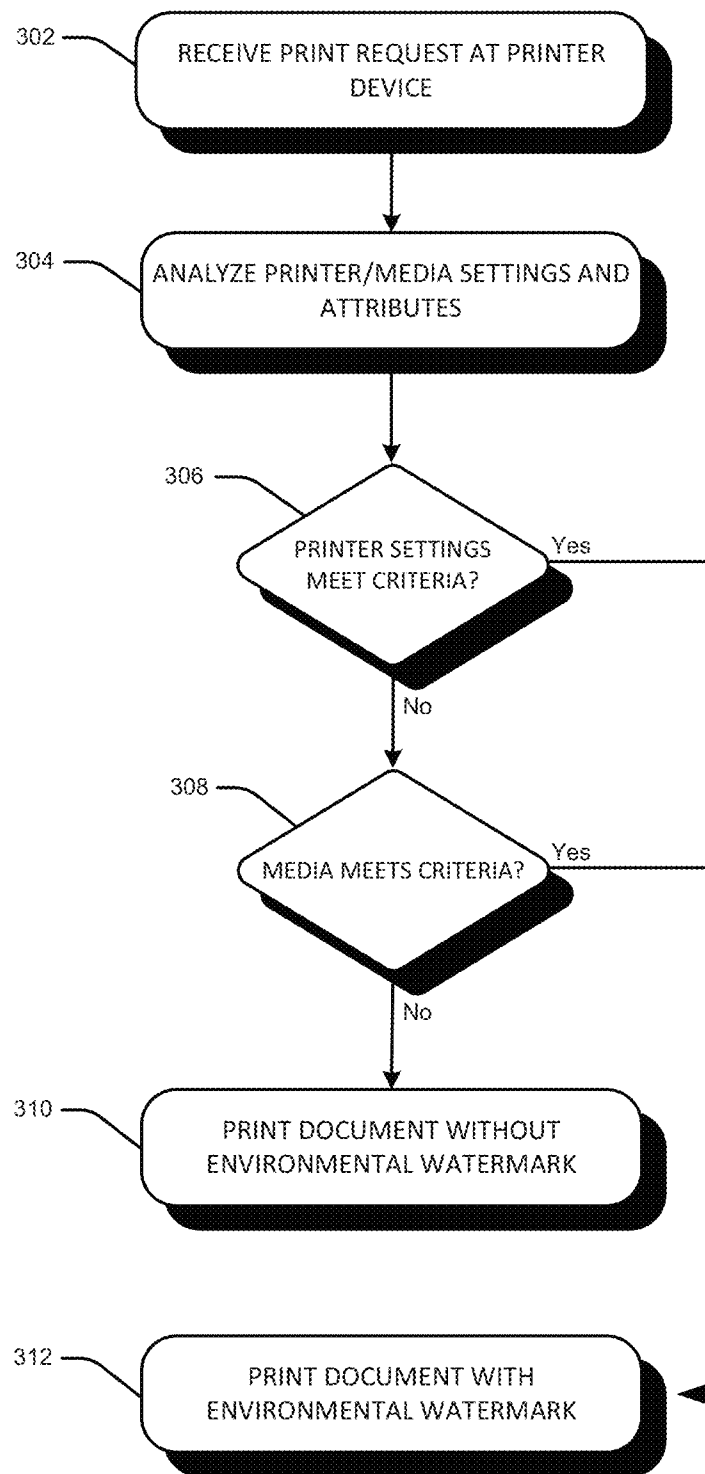 302
RECEIVE PRINT REQUEST AT PRINTER
DEVICE
304
ANALYZE PRINTER/MEDIA SETTINGS AND
ATTRIBUTES
306
PRINTER SETTINGS
MEET CRITERIA?
Yes
No
308
MEDIA MEETS CRITERIA?
Yes
No
310
PRINT DOCUMENT WITHOUT
ENVIRONMENTAL WATERMARK
312
PRINT DOCUMENT WITH
ENVIRONMENTAL WATERMARK